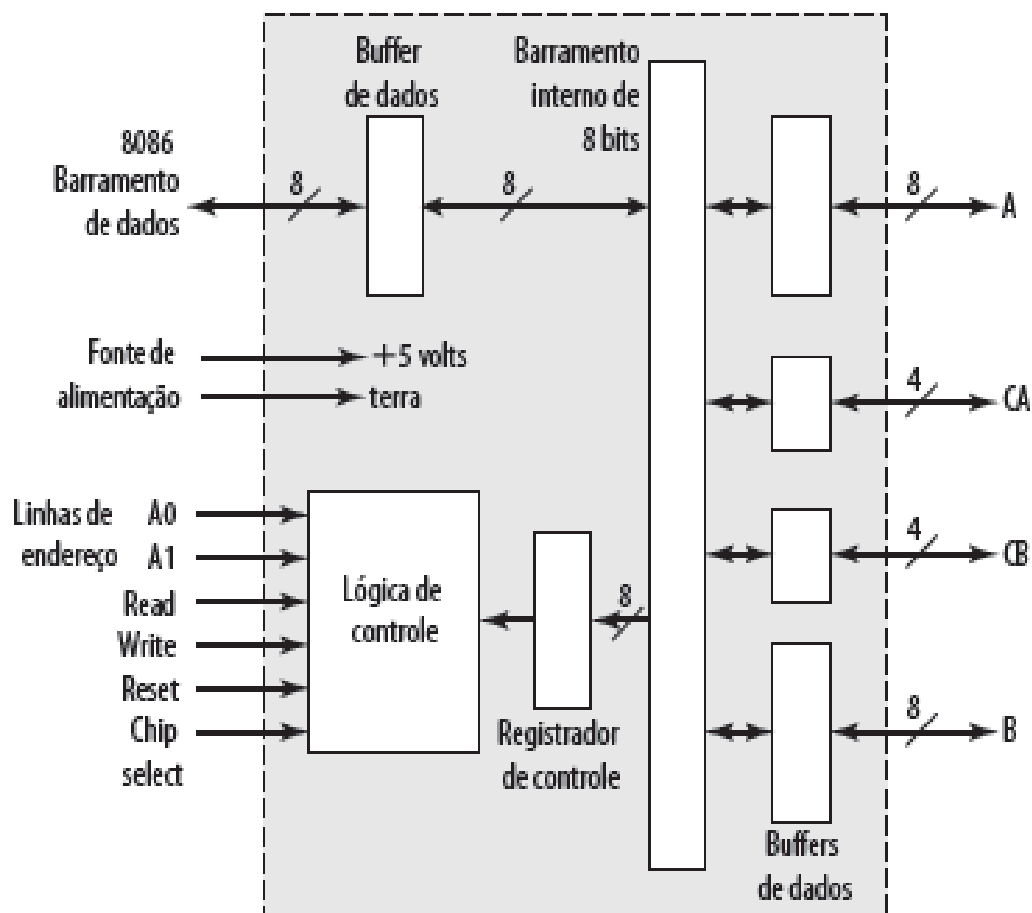 Buffer
de dados
Barramento
interno de
8 bits
8086
Barramento
de dados
8
8
8
A
Fonte de
alimentação
+5 volts
terra
4
CA
Linhas de
endereço
A0
A1
Read
Write
Reset
Chip
select
Lógica de
controle
8
Registrador
de controle
4
CB
8
B
Buffers
de dados